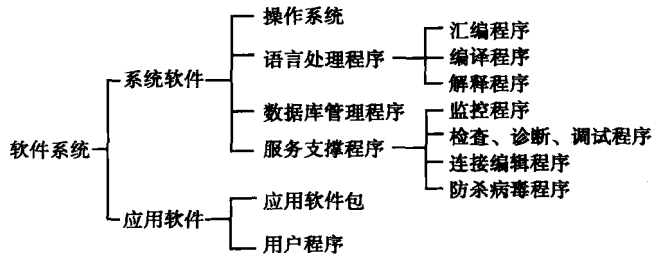 操作系统
汇编程序
语言处理程序
编译程序
系统软件
解释程序
数据库管理程序
监控程序
检查、诊断、调试程序
软件系统
服务支撑程序
连接编辑程序
防杀病毒程序
应用软件包
应用软件
用户程序